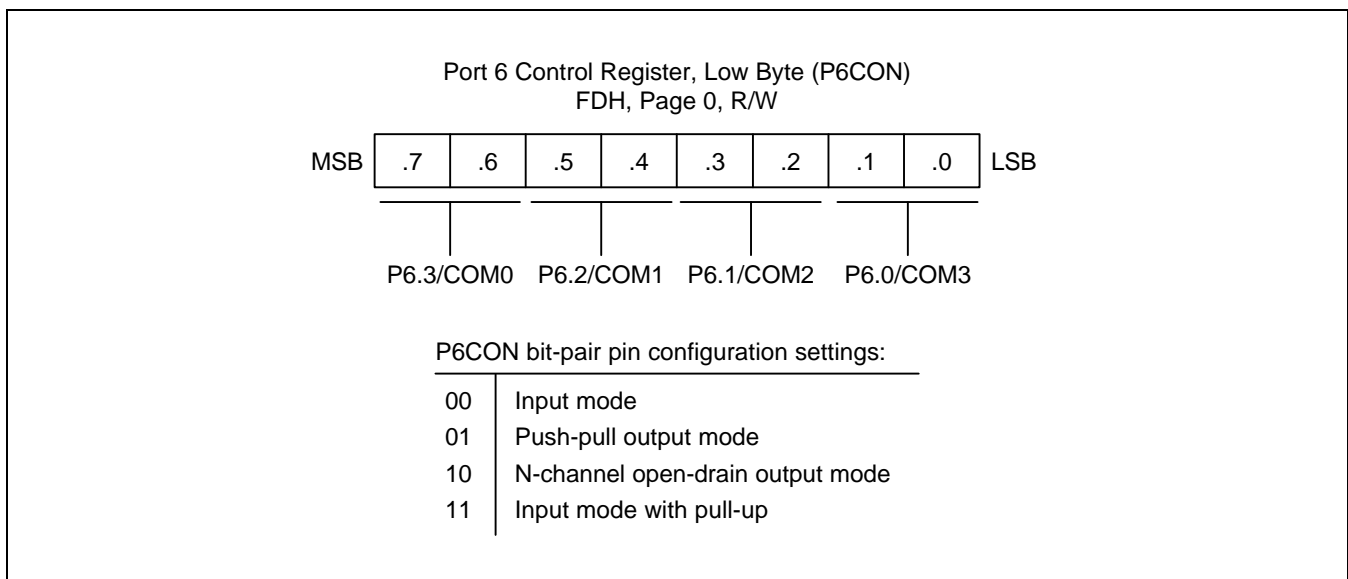 Port 6 Control Register, Low Byte (P6CON)
FDH, Page 0, R/W
MSB .7 .6 .5 .4 .3 .2 .1 .0 LSB
P6.3/COM0 P6.2/COM1 P6.1/COM2 P6.0/COM3
P6CON bit-pair pin configuration settings:
00 Input mode
01 Push-pull output mode
10 N-channel open-drain output mode
11 Input mode with pull-up